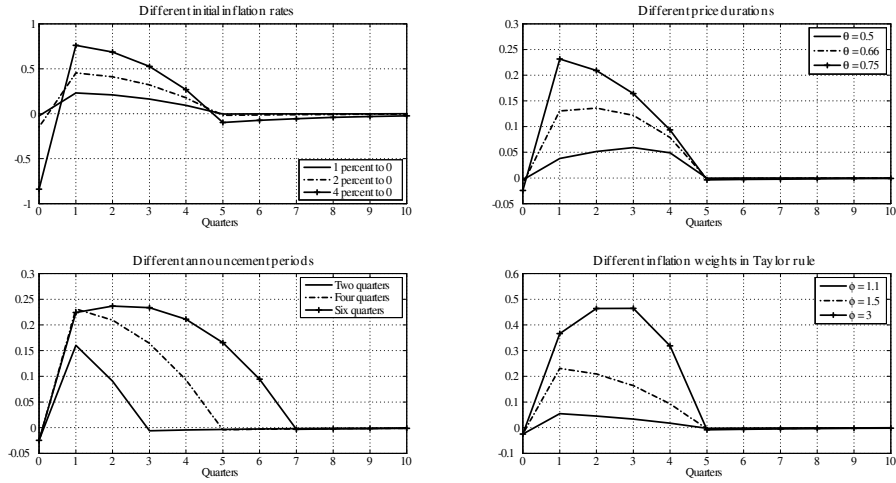 Different initial inflation rates
1
0.5
0
-0.5
-1
0 1 2 3 4 5 6 7 8 9 10
Quarters
1 percent to 0
2 percent to 0
4 percent to 0
Different price durations
0.3
0.25
0.2
0.15
0.1
0.05
0
-0.05
0 1 2 3 4 5 6 7 8 9 10
Quarters
θ = 0.5
θ = 0.66
θ = 0.75
Different announcement periods
0.3
0.25
0.2
0.15
0.1
0.05
0
-0.05
0 1 2 3 4 5 6 7 8 9 10
Quarters
Two quarters
Four quarters
Six quarters
Different inflation weights in Taylor rule
0.6
0.5
0.4
0.3
0.2
0.1
0
-0.1
0 1 2 3 4 5 6 7 8 9 10
Quarters
ϕ = 1.1
ϕ = 1.5
ϕ = 3